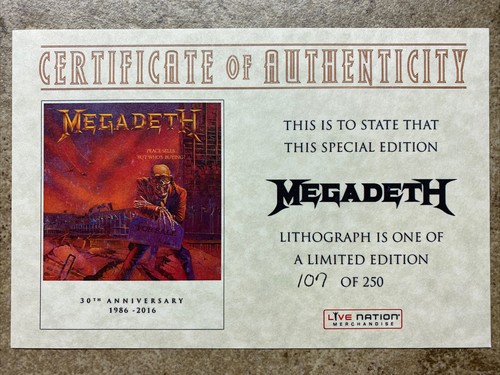 CERTIFICATE OF AUTHENTICITY
MEGADETH
PEACE SELLS...
BUT WHO'S BUYING?
30TH ANNIVERSARY
1986 - 2016
THIS IS TO STATE THAT
THIS SPECIAL EDITION
MEGADETH
LITHOGRAPH IS ONE OF
A LIMITED EDITION
107 OF 250
LIVE NATION
MERCHANDISE